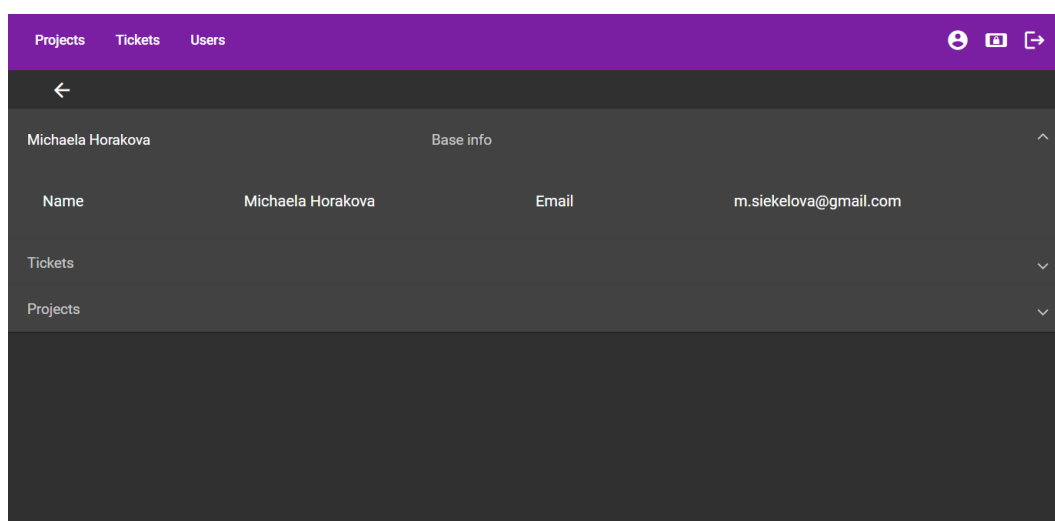 Projects Tickets Users
Michaela Horakova Base info
Name Michaela Horakova Email m.siekelova@gmail.com
Tickets
Projects